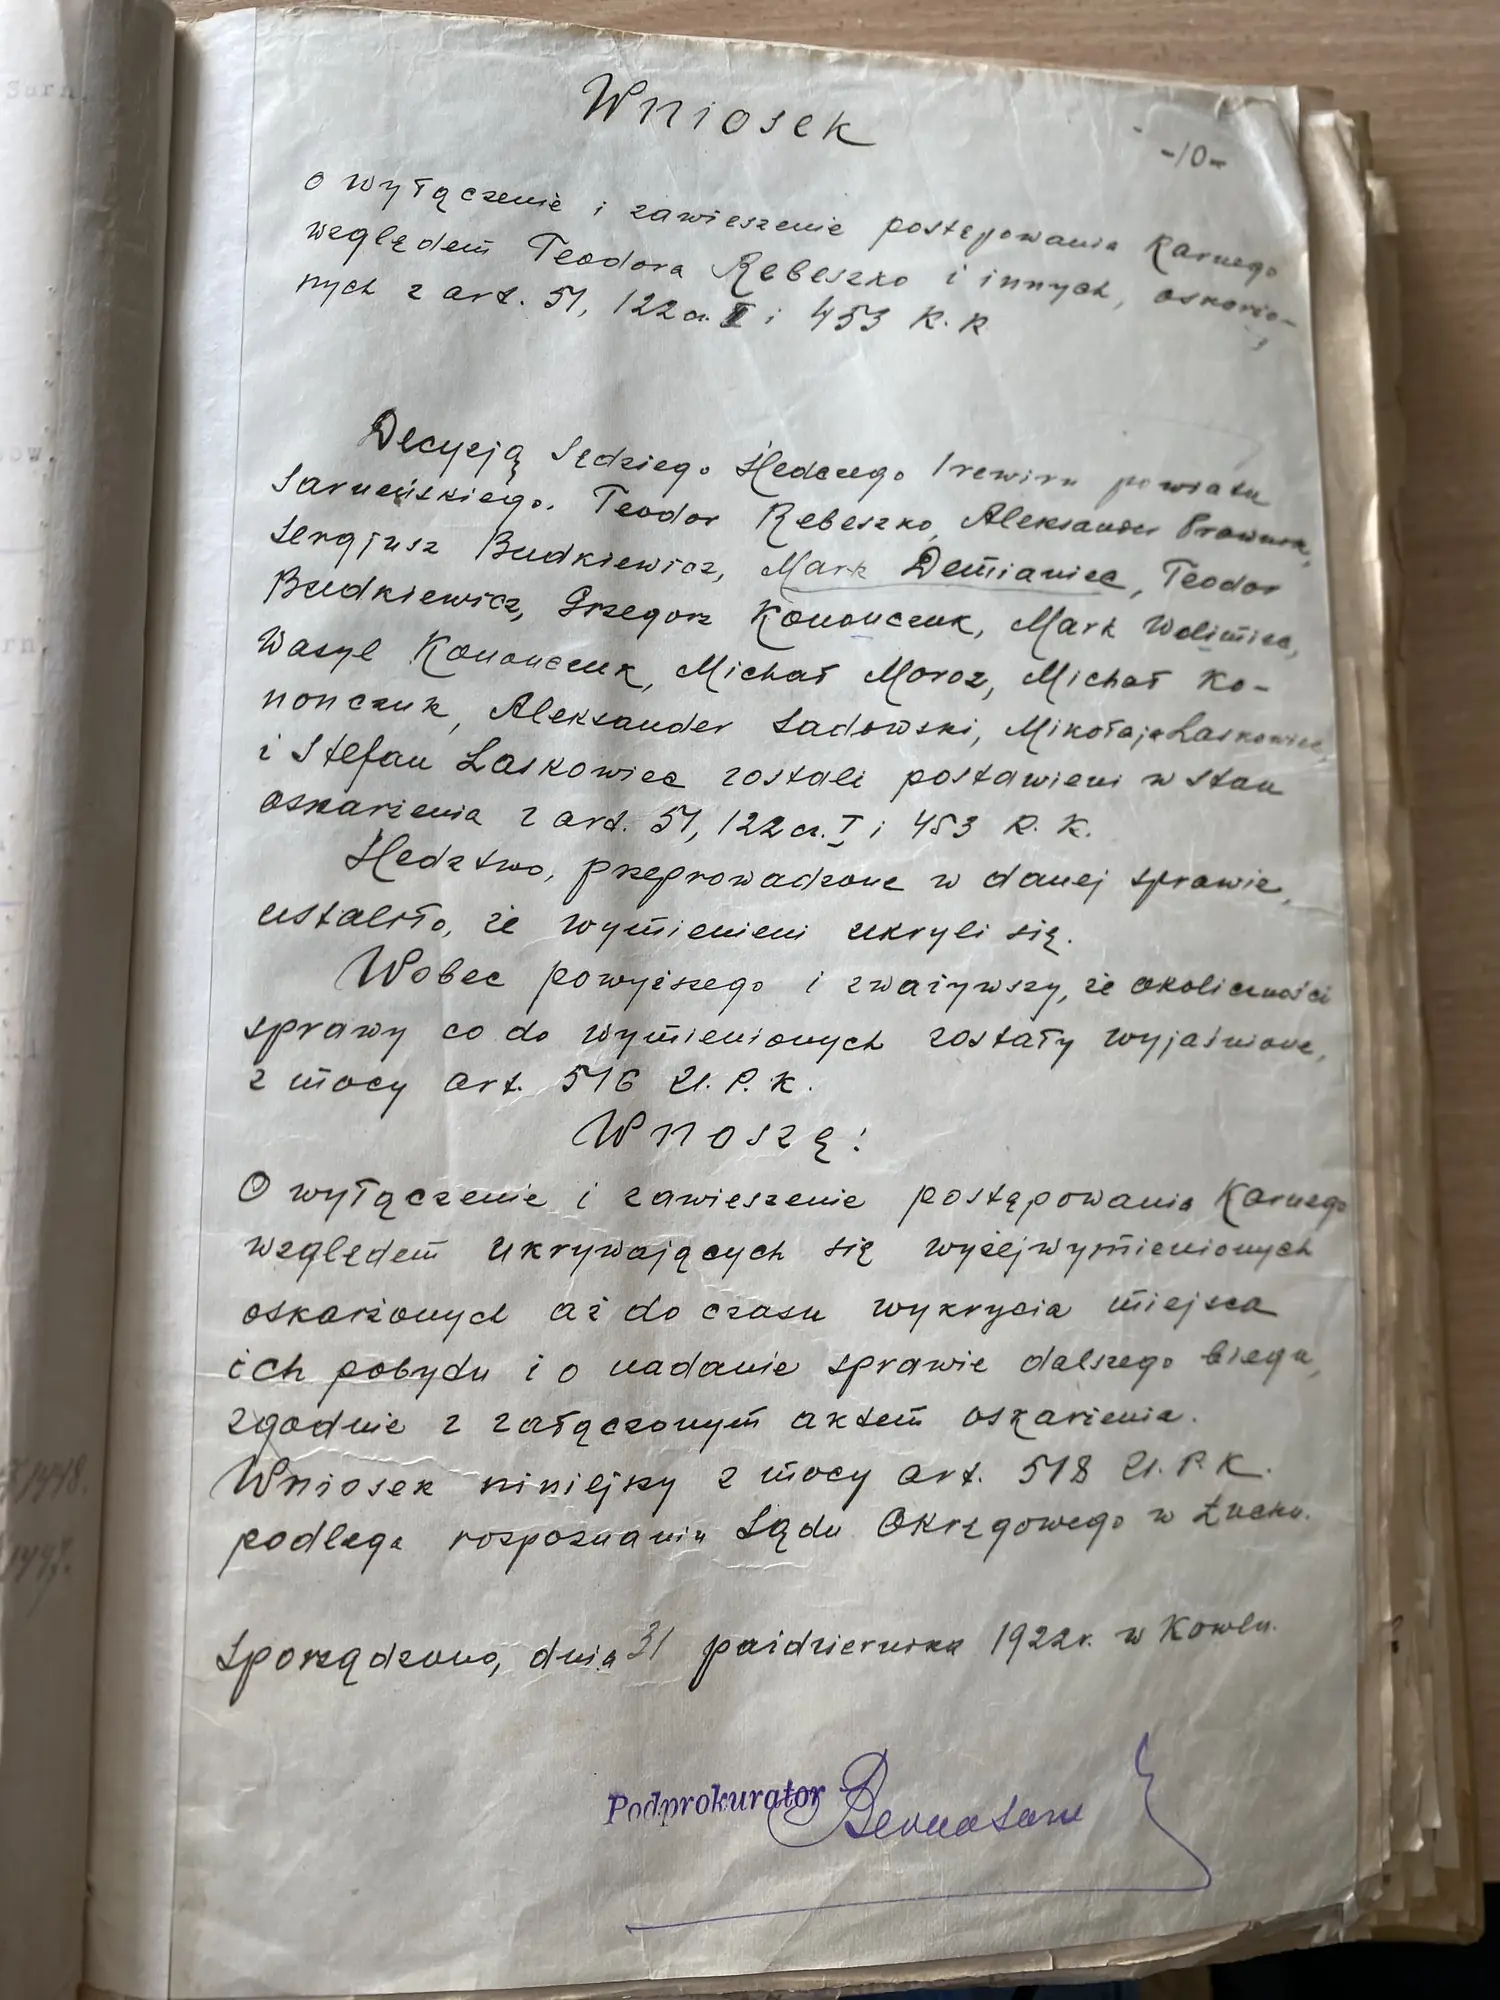 Wniosek
-10-
o wyłączenie i zawieszenie postępowania karnego
względem Teodora Rebeszko i innych, oskarżo-
nych z art. 51, 122 cz. I i 453 K.K.
Decyzją Sędziego Śledczego I rewiru powiatu
Sarneńskiego. Teodor Rebeszko, Aleksander
Sergjusz Budkiewicz, Mark Demianiec, Teodor
Budkiewicz, Grzegorz Kononczuk, Mark Wolimiec,
Wasyl Kononczuk, Michał Moroz, Michał Ko-
nonczuk, Aleksander Sadowski, Mikołaj Laskowiec
i Stefan Laskowiec zostali postawieni w stan
oskarżenia z art. 51, 122 cz. I i 453 K.K.
Śledztwo, przeprowadzone w danej sprawie,
ustaliło, że wymienieni ukryli się.
Wobec powyższego i zważywszy, że okoliczności
sprawy co do wymienionych zostały wyjaśnione,
z mocy art. 516 U.P.K.
Wnoszę:
O wyłączenie i zawieszenie postępowania karnego
względem ukrywających się wyżejwymienionych
oskarżonych aż do czasu wykrycia miejsca
ich pobytu i o nadanie sprawie dalszego biegu,
zgodnie z załączonym aktem oskarżenia.
Wniosek niniejszy z mocy art. 518 U.P.K.
podlega rozpoznaniu Sądu Okręgowego w Łucku.
Sporządzono, dnia 31 października 1922 r. w Kowlu.
Podprokurator